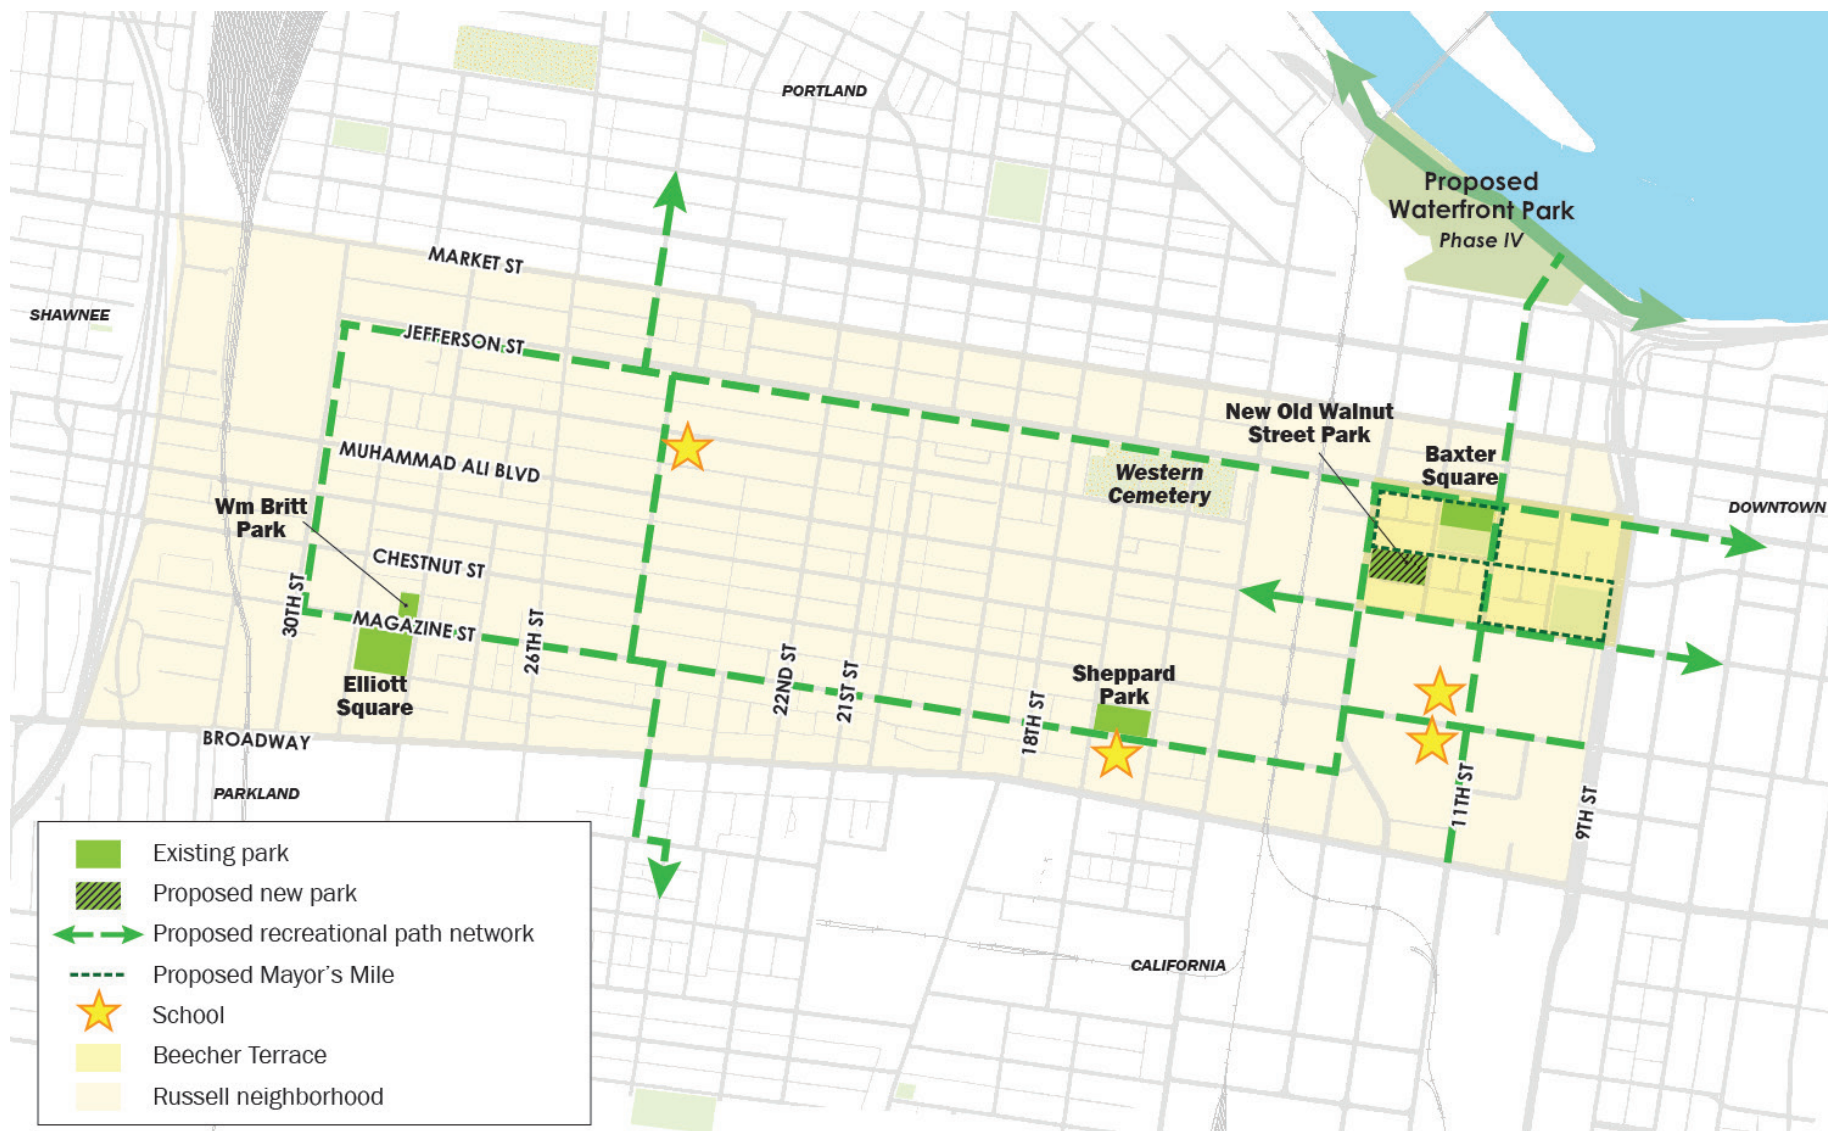 PORTLAND
Proposed
Waterfront Park
Phase IV
MARKET ST
SHAWNEE
JEFFERSON ST
New Old Walnut
Street Park
Baxter
Square
MUHAMMAD ALI BLVD
Western
Cemetery
DOWNTOWN
Wm Britt
Park
CHESTNUT ST
30TH ST
MAGAZINE ST
26TH ST
22ND ST
21ST ST
18TH ST
Sheppard
Park
Elliott
Square
BROADWAY
11TH ST
9TH ST
PARKLAND
CALIFORNIA
Existing park
Proposed new park
Proposed recreational path network
Proposed Mayor's Mile
School
Beecher Terrace
Russell neighborhood